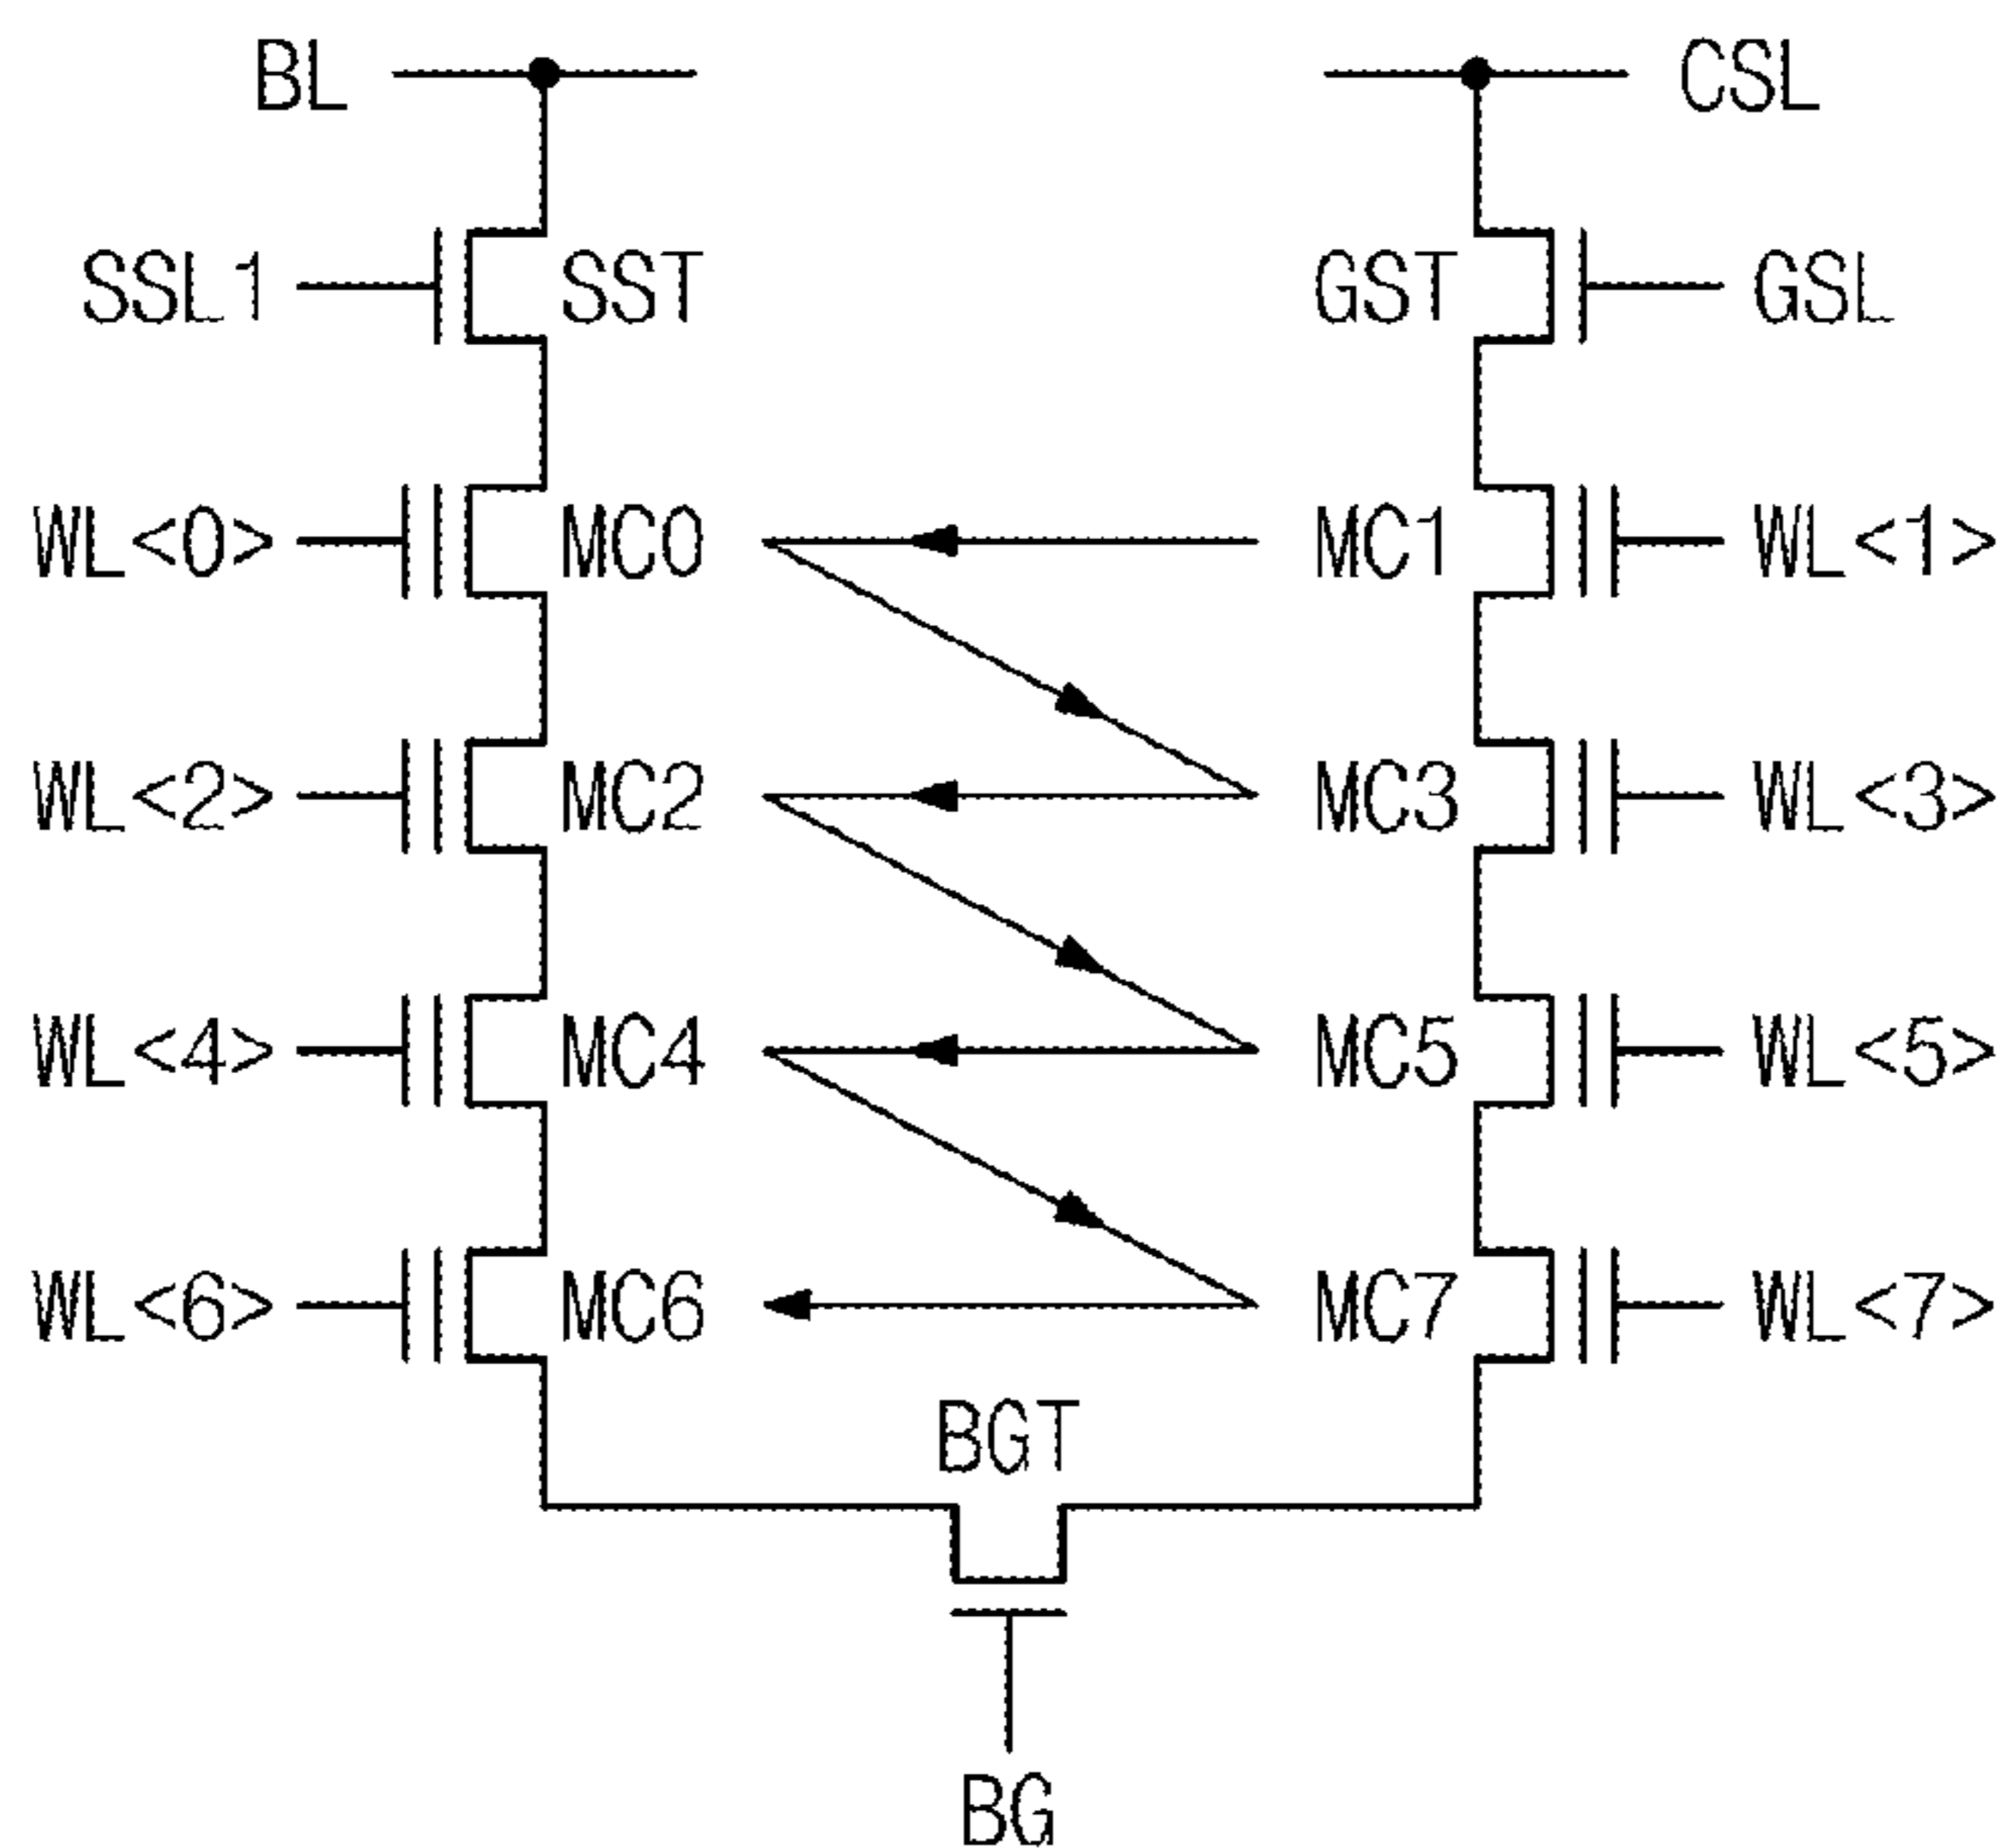 BL CSL
SSL1 SST GST GSL
WL<0> MC0 MC1 WL<1>
WL<2> MC2 MC3 WL<3>
WL<4> MC4 MC5 WL<5>
WL<6> MC6 MC7 WL<7>
BGT
BG